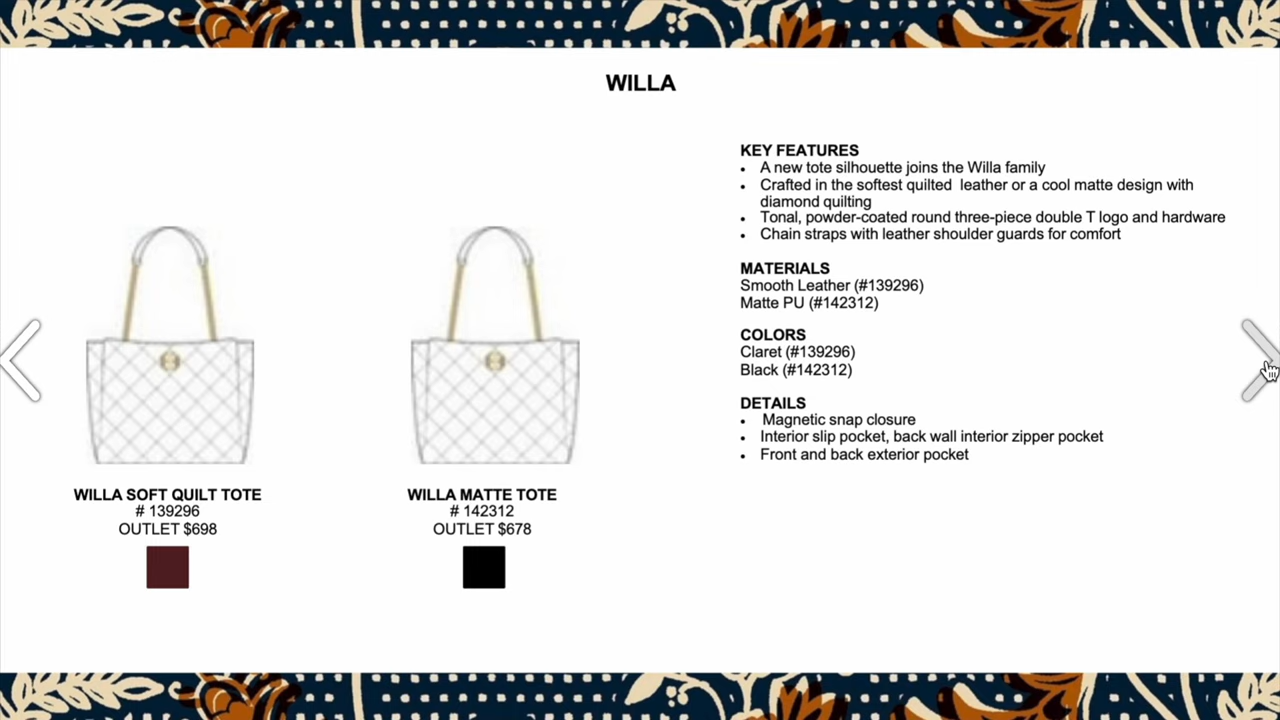 WILLA
WILLA SOFT QUILT TOTE
# 139296
OUTLET $698
WILLA MATTE TOTE
# 142312
OUTLET $678
KEY FEATURES
• A new tote silhouette joins the Willa family
• Crafted in the softest quilted leather or a cool matte design with
diamond quilting
• Tonal, powder-coated round three-piece double T logo and hardware
• Chain straps with leather shoulder guards for comfort
MATERIALS
Smooth Leather (#139296)
Matte PU (#142312)
COLORS
Claret (#139296)
Black (#142312)
DETAILS
• Magnetic snap closure
• Interior slip pocket, back wall interior zipper pocket
• Front and back exterior pocket